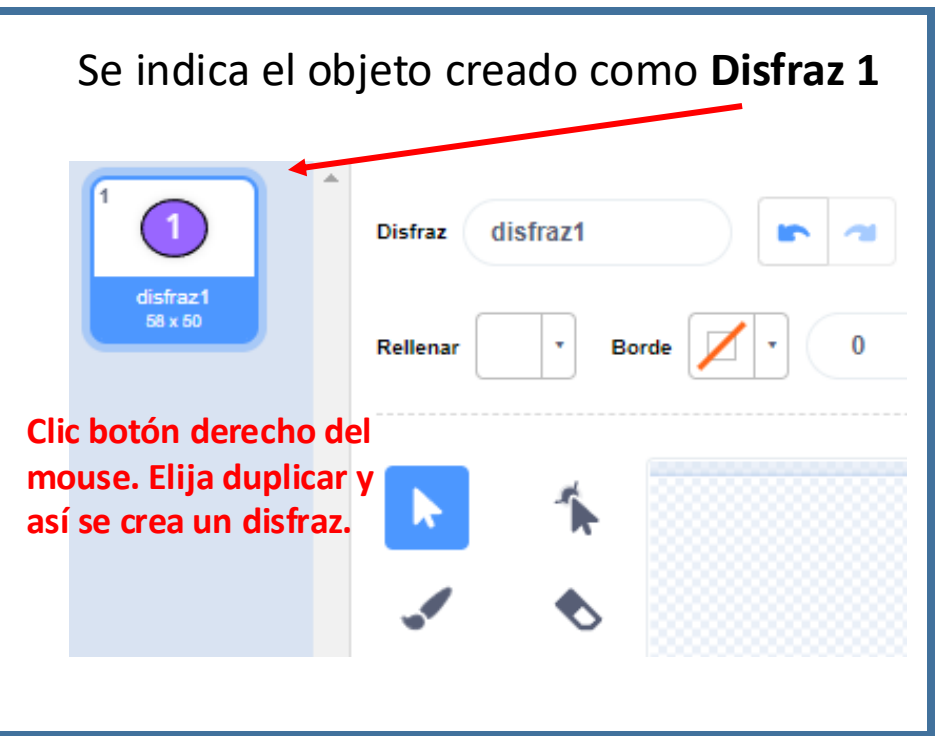 Se indica el objeto creado como Disfraz 1
1
1
disfraz1
58 x 50
Disfraz disfraz1
Rellenar Borde 0
Clic botón derecho del
mouse. Elija duplicar y
así se crea un disfraz.